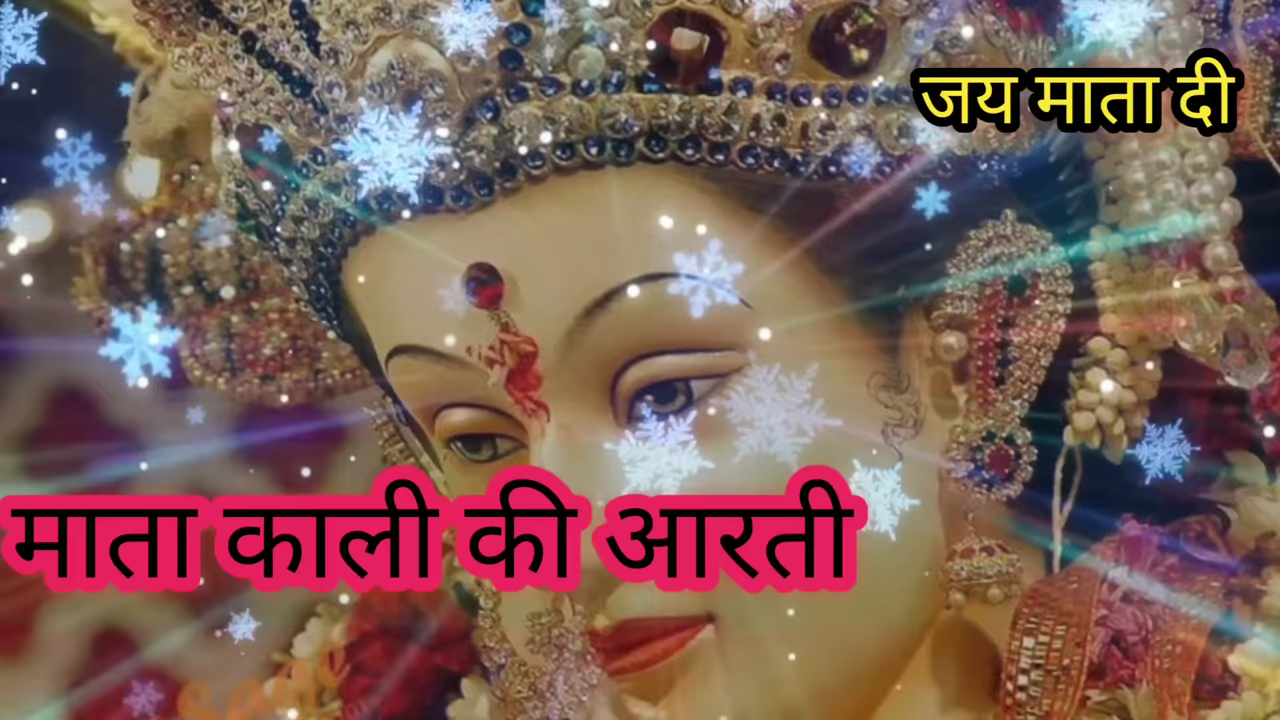 जय माता दी
माता काली की आरती